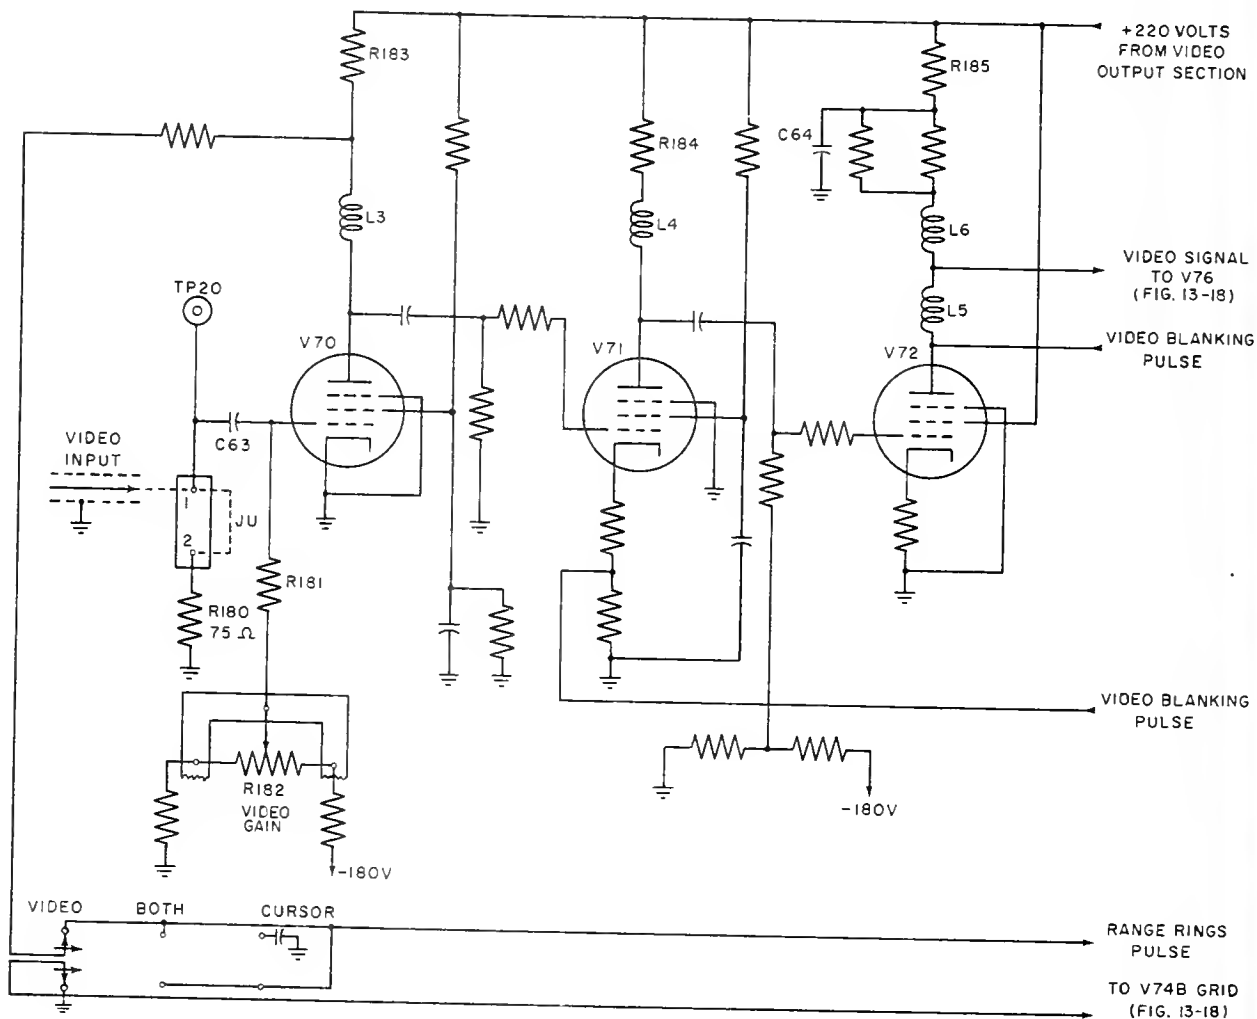 +220 VOLTS
FROM VIDEO
OUTPUT SECTION
R183
R185
C64
R184
L3
L4
L6
VIDEO SIGNAL
TO V76
(FIG. 13-18)
TP20
L5
V70
V71
V72
VIDEO BLANKING
PULSE
C63
VIDEO
INPUT
1
JU
2
R181
R180
75 Ω
VIDEO BLANKING
PULSE
R182
VIDEO
GAIN
-180V
-180V
VIDEO
BOTH
CURSOR
RANGE RINGS
PULSE
TO V74B GRID
(FIG. 13-18)